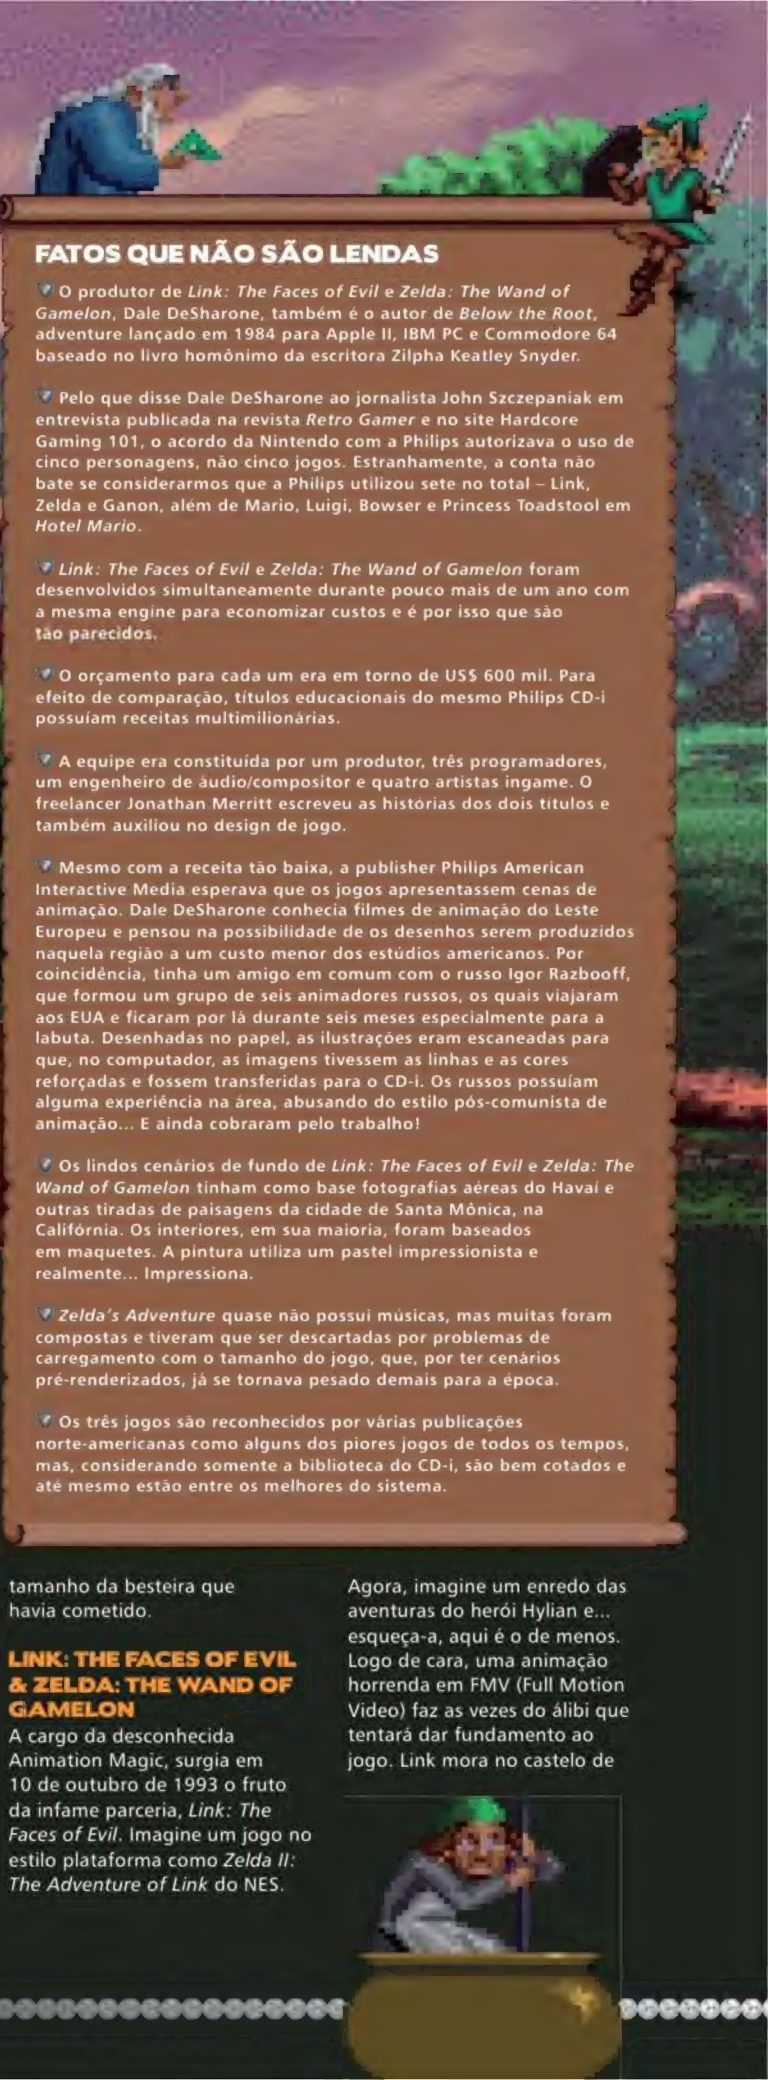 FATOS QUE NÃO SÃO LENDAS
O produtor de Link: The Faces of Evil e Zelda: The Wand of
Gamelon, Dale DeSharone, também é o autor de Below the Root,
adventure lançado em 1984 para Apple II, IBM PC e Commodore 64
baseado no livro homônimo da escritora Zilpha Keatley Snyder.
Pelo que disse Dale DeSharone ao jornalista John Szczepaniak em
entrevista publicada na revista Retro Gamer e no site Hardcore
Gaming 101, o acordo da Nintendo com a Philips autorizava o uso de
cinco personagens, não cinco jogos. Estranhamente, a conta não
bate se considerarmos que a Philips utilizou sete no total – Link,
Zelda e Ganon, além de Mario, Luigi, Bowser e Princess Toadstool em
Hotel Mario.
Link: The Faces of Evil e Zelda: The Wand of Gamelon foram
desenvolvidos simultaneamente durante pouco mais de um ano com
a mesma engine para economizar custos e é por isso que são
tão parecidos.
O orçamento para cada um era em torno de US$ 600 mil. Para
efeito de comparação, títulos educacionais do mesmo Philips CD-i
possuíam receitas multimilionárias.
A equipe era constituída por um produtor, três programadores,
um engenheiro de áudio/compositor e quatro artistas ingame. O
freelancer Jonathan Merritt escreveu as histórias dos dois títulos e
também auxiliou no design de jogo.
Mesmo com a receita tão baixa, a publisher Philips American
Interactive Media esperava que os jogos apresentassem cenas de
animação. Dale DeSharone conhecia filmes de animação do Leste
Europeu e pensou na possibilidade de os desenhos serem produzidos
naquela região a um custo menor dos estúdios americanos. Por
coincidência, tinha um amigo em comum com o russo Igor Razbooff,
que formou um grupo de seis animadores russos, os quais viajaram
aos EUA e ficaram por lá durante seis meses especialmente para a
labuta. Desenhadas no papel, as ilustrações eram escaneadas para
que, no computador, as imagens tivessem as linhas e as cores
reforçadas e fossem transferidas para o CD-i. Os russos possuíam
alguma experiência na área, abusando do estilo pós-comunista de
animação... E ainda cobraram pelo trabalho!
Os lindos cenários de fundo de Link: The Faces of Evil e Zelda: The
Wand of Gamelon tinham como base fotografias aéreas do Havaí e
outras tiradas de paisagens da cidade de Santa Mônica, na
Califórnia. Os interiores, em sua maioria, foram baseados
em maquetes. A pintura utiliza um pastel impressionista e
realmente... Impressiona.
Zelda's Adventure quase não possui músicas, mas muitas foram
compostas e tiveram que ser descartadas por problemas de
carregamento com o tamanho do jogo, que, por ter cenários
pré-renderizados, já se tornava pesado demais para a época.
Os três jogos são reconhecidos por várias publicações
norte-americanas como alguns dos piores jogos de todos os tempos,
mas, considerando somente a biblioteca do CD-i, são bem cotados e
até mesmo estão entre os melhores do sistema.
tamanho da besteira que
havia cometido.
LINK: THE FACES OF EVIL
& ZELDA: THE WAND OF
GAMELON
A cargo da desconhecida
Animation Magic, surgia em
10 de outubro de 1993 o fruto
da infame parceria, Link: The
Faces of Evil. Imagine um jogo no
estilo plataforma como Zelda II:
The Adventure of Link do NES.
Agora, imagine um enredo das
aventuras do herói Hylian e...
esqueça-a, aqui é o de menos.
Logo de cara, uma animação
horrenda em FMV (Full Motion
Video) faz as vezes do álibi que
tentará dar fundamento ao
jogo. Link mora no castelo de